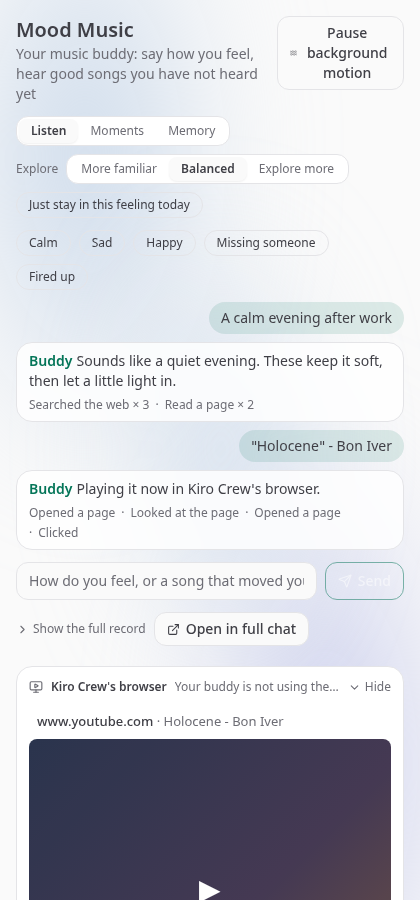 Mood Music
Your music buddy: say how you feel,
hear good songs you have not heard
yet
Pause
background
motion
Listen Moments Memory
Explore More familiar Balanced Explore more
Just stay in this feeling today
Calm Sad Happy Missing someone
Fired up
A calm evening after work
Buddy Sounds like a quiet evening. These keep it soft,
then let a little light in.
Searched the web × 3 · Read a page × 2
"Holocene" - Bon Iver
Buddy Playing it now in Kiro Crew's browser.
Opened a page · Looked at the page · Opened a page
· Clicked
How do you feel, or a song that moved you
Send
Show the full record Open in full chat
Kiro Crew's browser Your buddy is not using the... Hide
www.youtube.com · Holocene - Bon Iver